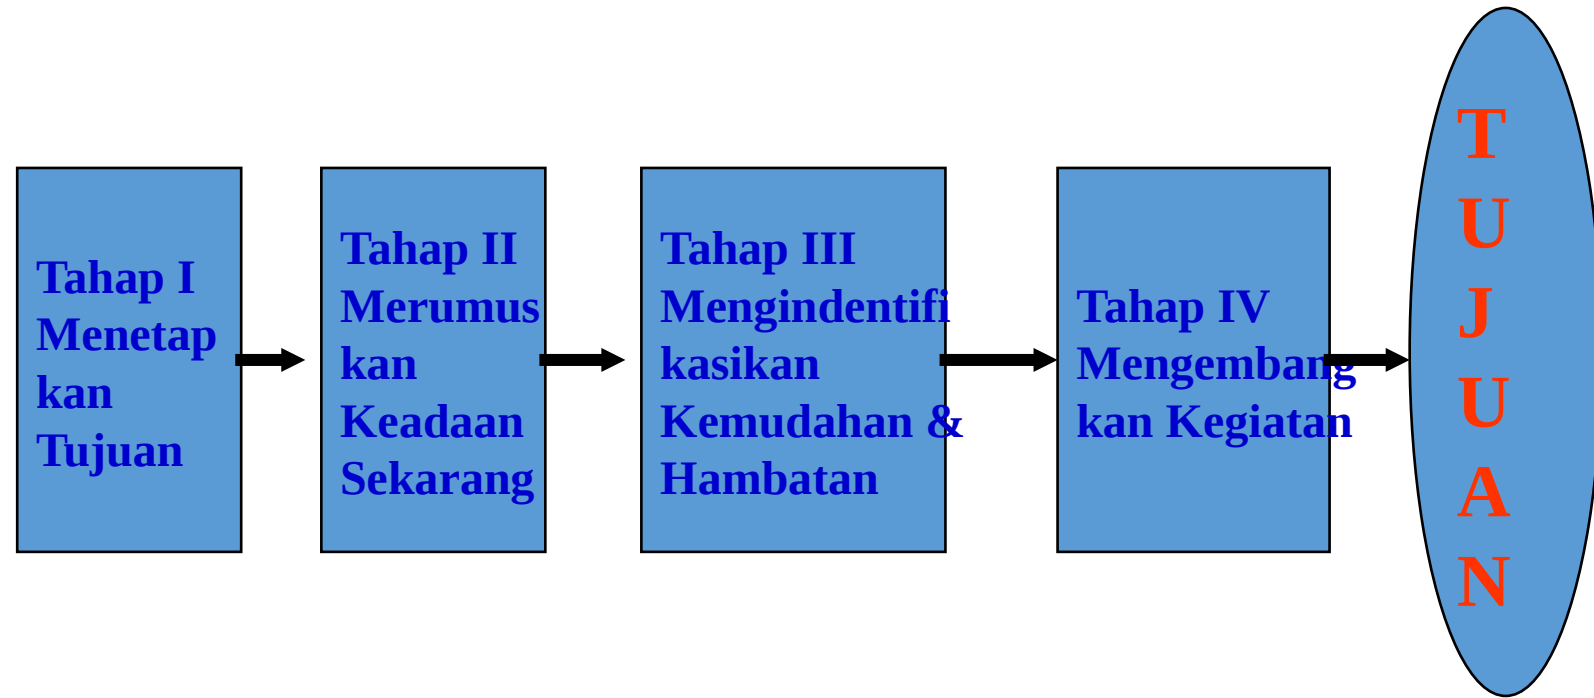 Tahap I
Menetap
kan
Tujuan
Tahap II
Merumus
kan
Keadaan
Sekarang
Tahap III
Mengindentifi
kasikan
Kemudahan &
Hambatan
Tahap IV
Mengembang
kan Kegiatan
T
U
J
U
A
N